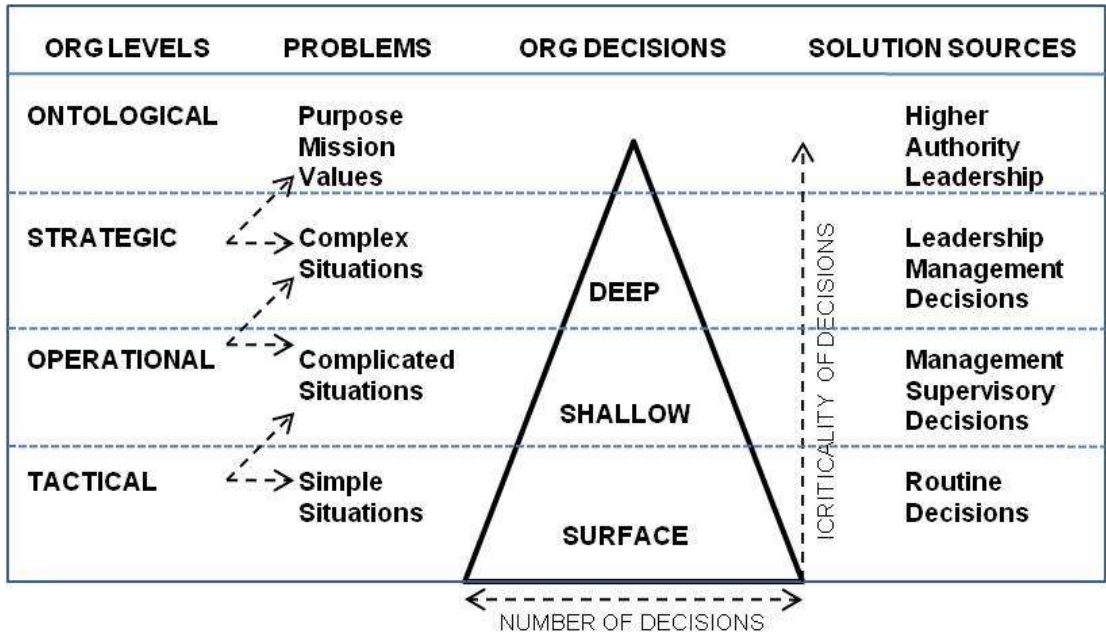 ORG LEVELS PROBLEMS ORG DECISIONS SOLUTION SOURCES
ONTOLOGICAL
Purpose
Mission
Values
Higher
Authority
Leadership
STRATEGIC
Complex
Situations
DEEP
Leadership
Management
Decisions
OPERATIONAL
Complicated
Situations
SHALLOW
Management
Supervisory
Decisions
TACTICAL
Simple
Situations
SURFACE
Routine
Decisions
ICRITICALITY OF DECISIONS
NUMBER OF DECISIONS